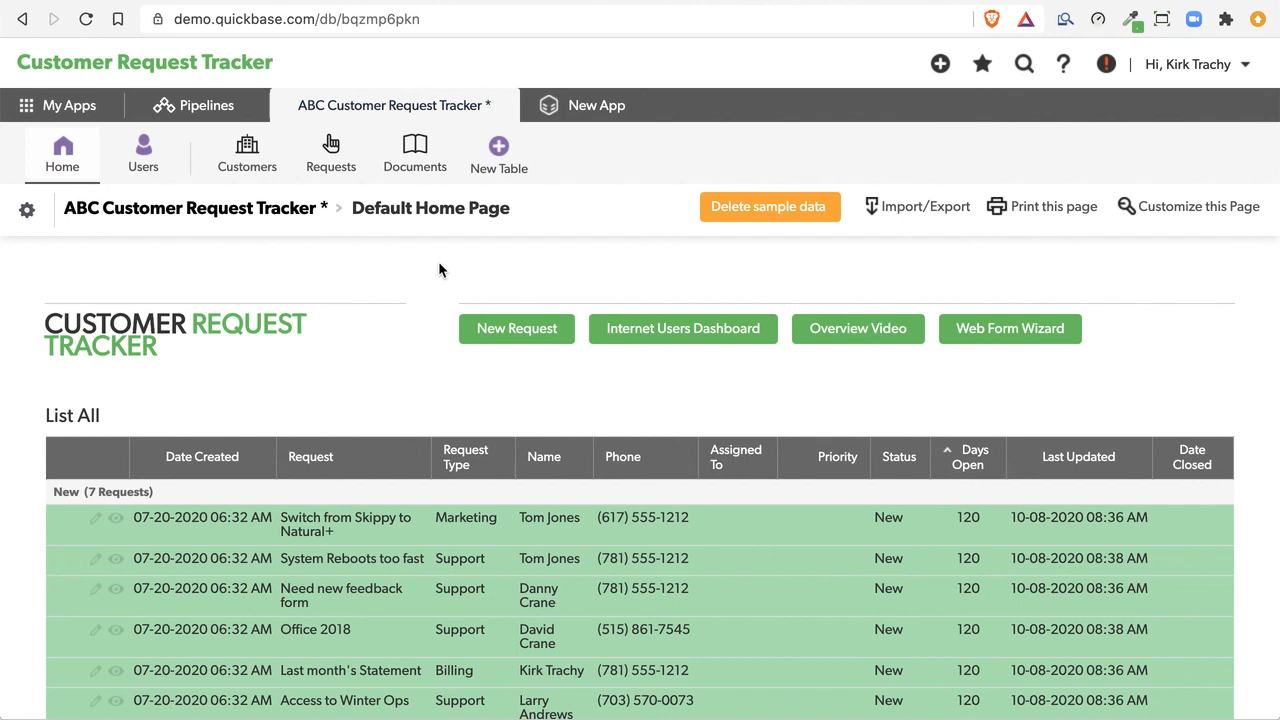 demo.quickbase.com/db/bqzmp6pkn
Customer Request Tracker
Hi, Kirk Trachy
My Apps
Pipelines
ABC Customer Request Tracker *
New App
Home
Users
Customers
Requests
Documents
New Table
ABC Customer Request Tracker * > Default Home Page
Delete sample data
Import/Export
Print this page
Customize this Page
CUSTOMER REQUEST
TRACKER
New Request
Internet Users Dashboard
Overview Video
Web Form Wizard
List All
Date Created
Request
Request
Type
Name
Phone
Assigned
To
Priority
Status
Days
Open
Last Updated
Date
Closed
New (7 Requests)
07-20-2020 06:32 AM Switch from Skippy to Marketing Tom Jones (617) 555-1212 New 120 10-08-2020 08:36 AM
Natural+
07-20-2020 06:32 AM System Reboots too fast Support Tom Jones (781) 555-1212 New 120 10-08-2020 08:38 AM
07-20-2020 06:32 AM Need new feedback Support Danny (781) 555-1212 New 120 10-08-2020 08:36 AM
form Crane
07-20-2020 06:32 AM Office 2018 Support David (515) 861-7545 New 120 10-08-2020 08:38 AM
Crane
07-20-2020 06:32 AM Last month's Statement Billing Kirk Trachy (781) 555-1212 New 120 10-08-2020 08:36 AM
07-20-2020 06:32 AM Access to Winter Ops Support Larry (703) 570-0073 New 120 10-08-2020 08:36 AM
Andrews